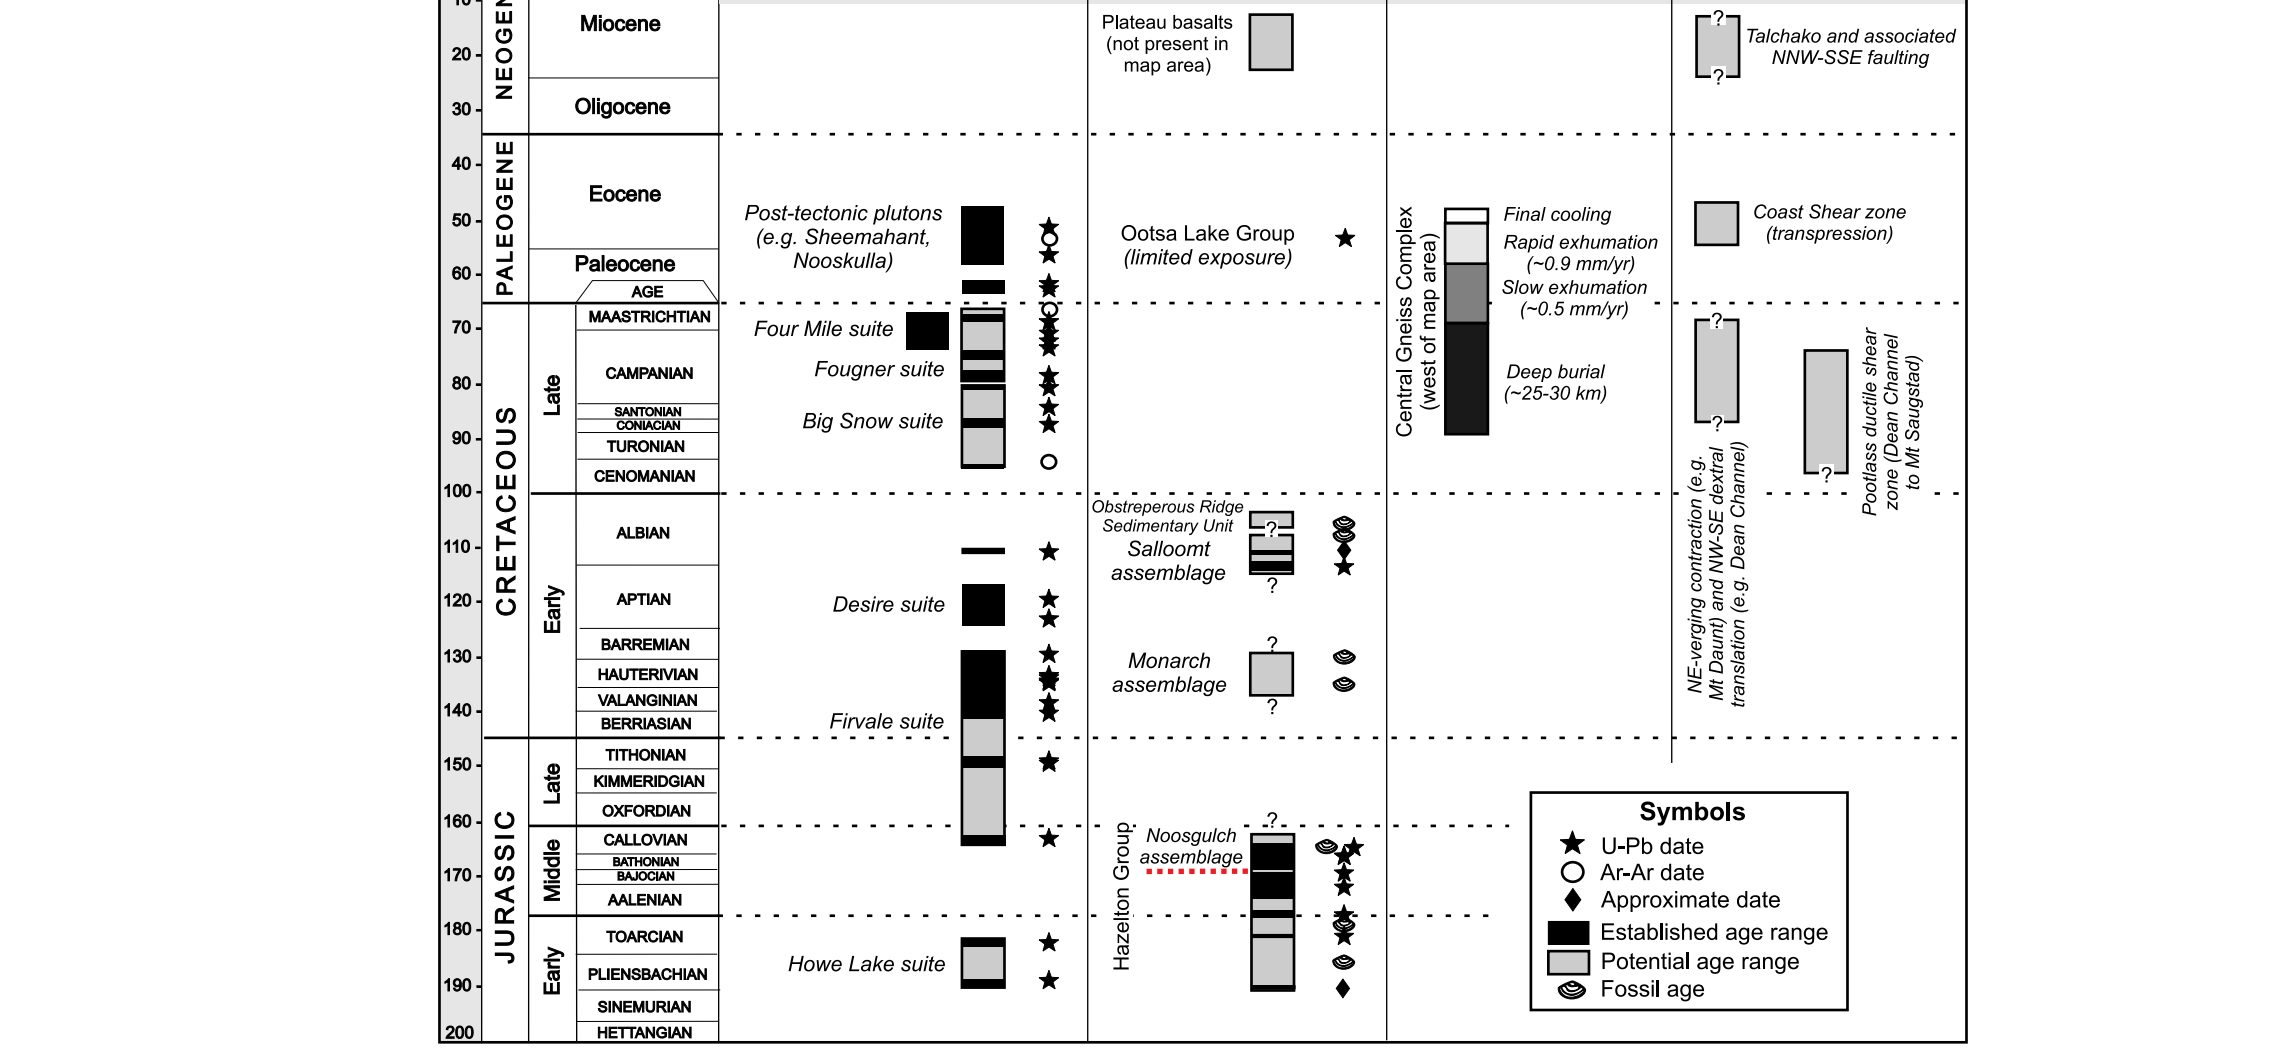 10
20
30
40
50
60
70
80
90
100
110
120
130
140
150
160
170
180
190
200
NEOGEN
PALEOGENE
CRETACEOUS
JURASSIC
Miocene
Oligocene
Eocene
Paleocene
AGE
Late
MAASTRICHTIAN
CAMPANIAN
SANTONIAN
CONIACIAN
TURONIAN
CENOMANIAN
Early
ALBIAN
APTIAN
BARREMIAN
HAUTERIVIAN
VALANGINIAN
BERRIASIAN
Late
TITHONIAN
KIMMERIDGIAN
OXFORDIAN
Middle
CALLOVIAN
BATHONIAN
BAJOCIAN
AALENIAN
Early
TOARCIAN
PLIENSBACHIAN
SINEMURIAN
HETTANGIAN
Post-tectonic plutons
(e.g. Sheemahant,
Nooskulla)
Four Mile suite
Fougner suite
Big Snow suite
Desire suite
Firvale suite
Howe Lake suite
Plateau basalts
(not present in
map area)
Ootsa Lake Group
(limited exposure)
Obstreperous Ridge
Sedimentary Unit
?
Salloomt
assemblage
?
?
Monarch
assemblage
?
?
Hazelton Group
Noosgulch
assemblage
Central Gneiss Complex
(west of map area)
Final cooling
Rapid exhumation
(~0.9 mm/yr)
Slow exhumation
(~0.5 mm/yr)
Deep burial
(~25-30 km)
?
Talchako and associated
NNW-SSE faulting
?
Coast Shear zone
(transpression)
?
?
NE-verging contraction (e.g.
Mt Daunt) and NW-SE dextral
translation (e.g. Dean Channel)
?
Pootlass ductile shear
zone (Dean Channel
to Mt Saugstad)
Symbols
U-Pb date
Ar-Ar date
Approximate date
Established age range
Potential age range
Fossil age